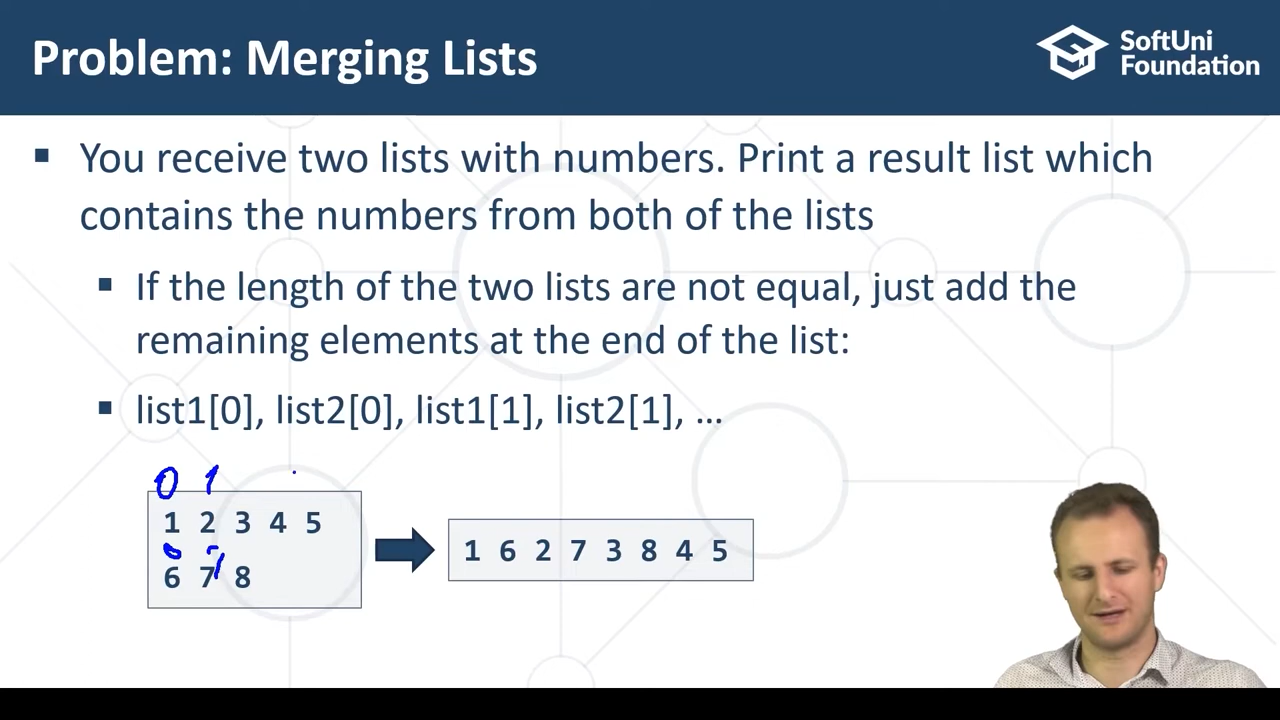 Problem: Merging Lists
SoftUni
Foundation
You receive two lists with numbers. Print a result list which
contains the numbers from both of the lists
If the length of the two lists are not equal, just add the
remaining elements at the end of the list:
list1[0], list2[0], list1[1], list2[1], …
0 1
1 2 3 4 5
0 1
6 7 8
1 6 2 7 3 8 4 5